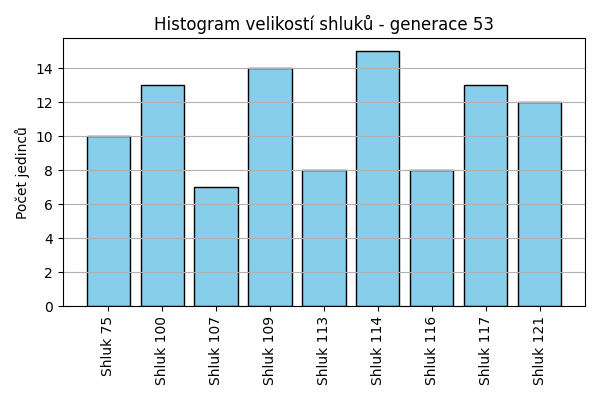 Histogram velikostí shluků - generace 53
Počet jedinců
14
12
10
8
6
4
2
0
Shluk 75
Shluk 100
Shluk 107
Shluk 109
Shluk 113
Shluk 114
Shluk 116
Shluk 117
Shluk 121